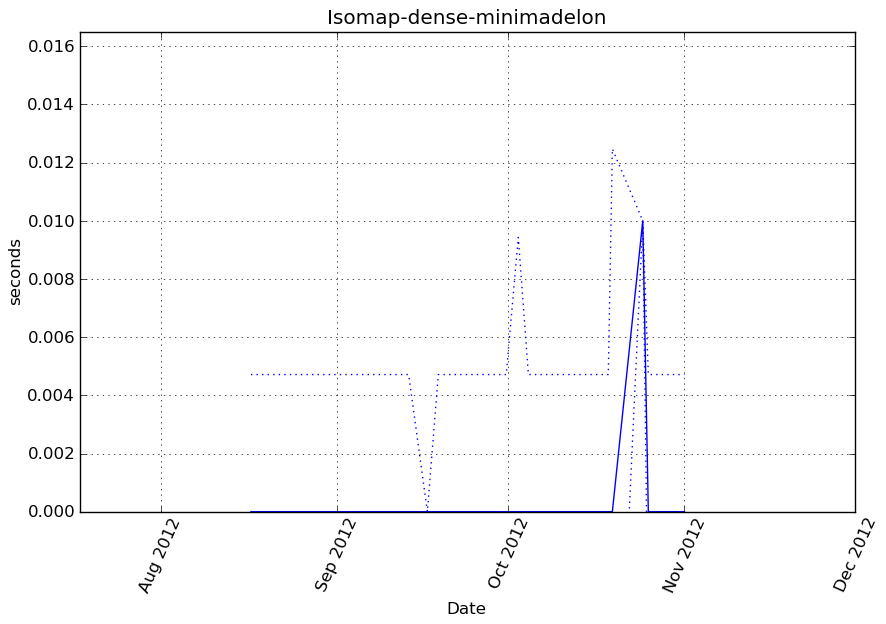 Isomap-dense-minimadelon
0.016
0.014
0.012
0.010
0.008
0.006
0.004
0.002
0.000
seconds
Aug 2012
Sep 2012
Oct 2012
Nov 2012
Dec 2012
Date